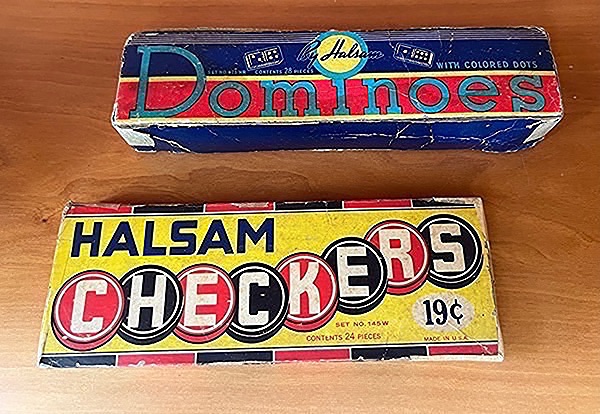 By Halsam
CONTENTS 28 PIECES
WITH COLORED DOTS
Dominoes
HALSAM
CHECKERS
19¢
SET NO. 145W
CONTENTS 24 PIECES
MADE IN U.S.A.